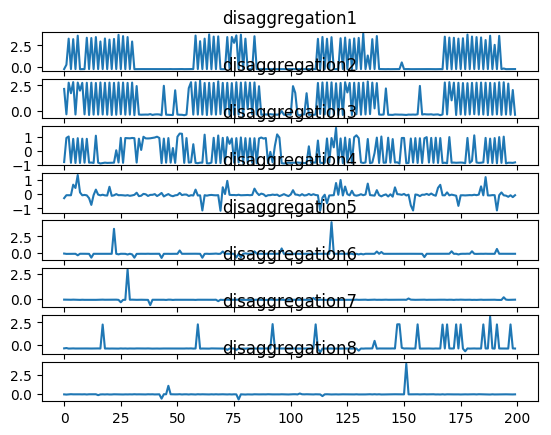 disaggregation1
2.5
0.0
disaggregation2
2.5
0.0
disaggregation3
1
0
−1
disaggregation4
1
0
−1
disaggregation5
2.5
0.0
disaggregation6
2.5
0.0
disaggregation7
2.5
0.0
disaggregation8
2.5
0.0
0 25 50 75 100 125 150 175 200